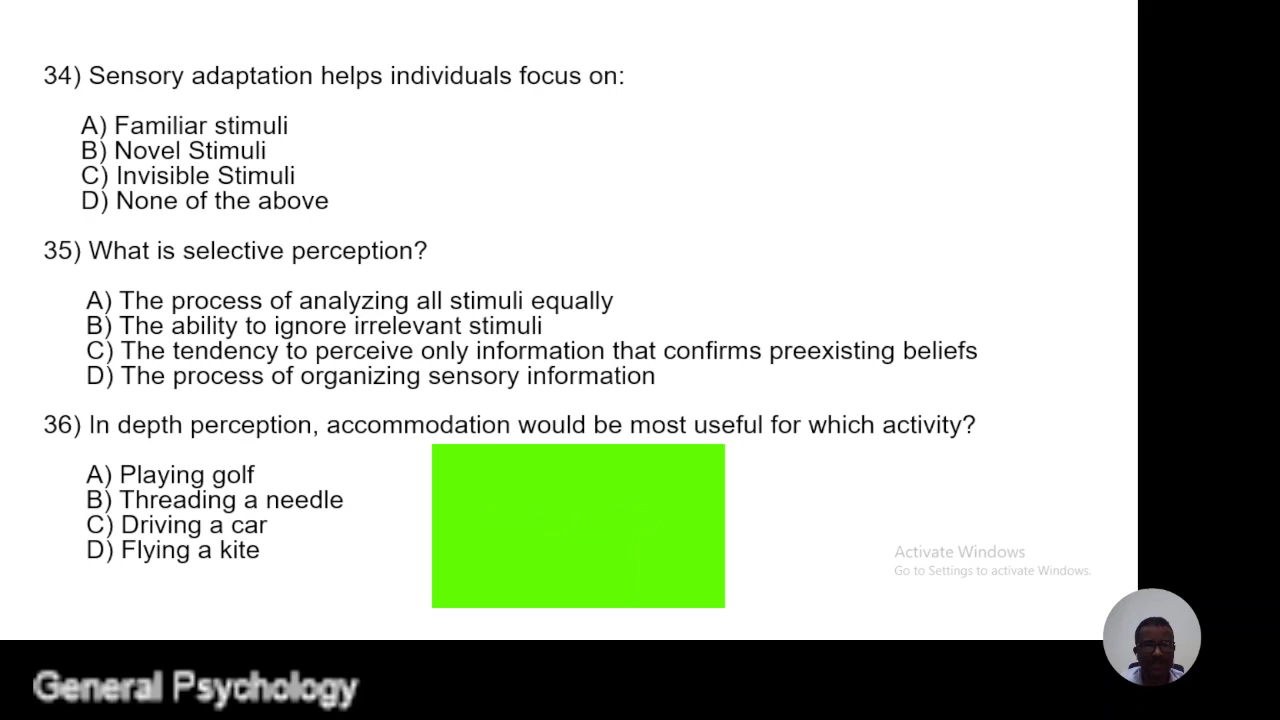 34) Sensory adaptation helps individuals focus on:
A) Familiar stimuli
B) Novel Stimuli
C) Invisible Stimuli
D) None of the above
35) What is selective perception?
A) The process of analyzing all stimuli equally
B) The ability to ignore irrelevant stimuli
C) The tendency to perceive only information that confirms preexisting beliefs
D) The process of organizing sensory information
36) In depth perception, accommodation would be most useful for which activity?
A) Playing golf
B) Threading a needle
C) Driving a car
D) Flying a kite
Activate Windows
Go to Settings to activate Windows.
General Psychology